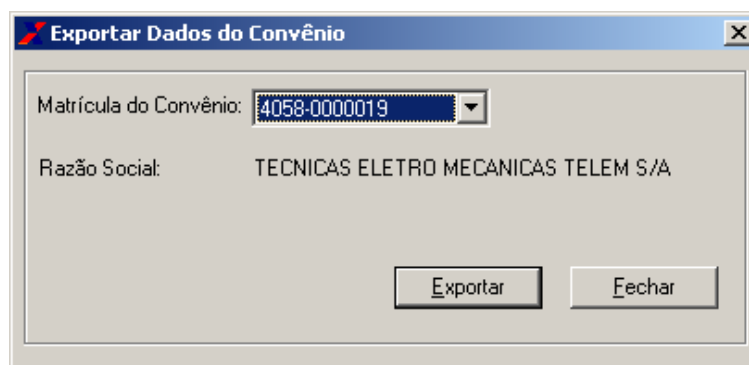 Exportar Dados do Convênio
Matrícula do Convênio: 4058-0000019
Razão Social: TECNICAS ELETRO MECANICAS TELEM S/A
Exportar Fechar